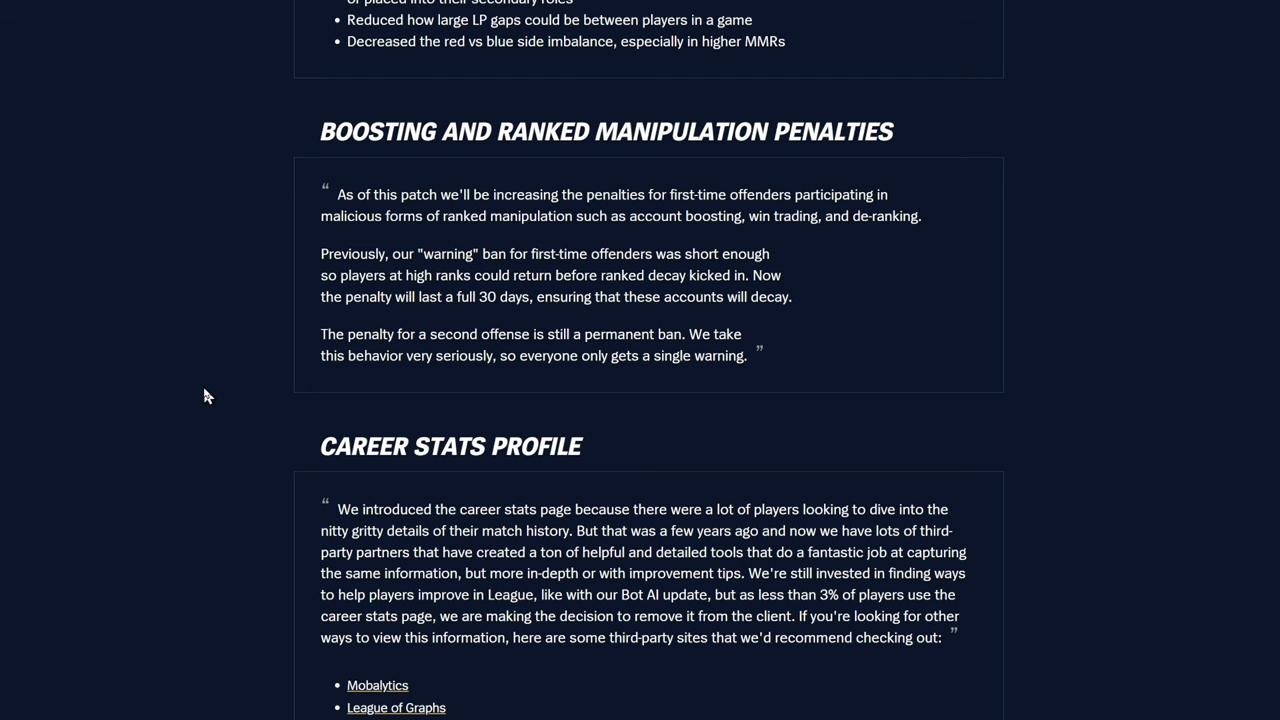 • Reduced how large LP gaps could be between players in a game
• Decreased the red vs blue side imbalance, especially in higher MMRs
BOOSTING AND RANKED MANIPULATION PENALTIES
“ As of this patch we'll be increasing the penalties for first-time offenders participating in
malicious forms of ranked manipulation such as account boosting, win trading, and de-ranking.
Previously, our "warning" ban for first-time offenders was short enough
so players at high ranks could return before ranked decay kicked in. Now
the penalty will last a full 30 days, ensuring that these accounts will decay.
The penalty for a second offense is still a permanent ban. We take
this behavior very seriously, so everyone only gets a single warning. ”
CAREER STATS PROFILE
“ We introduced the career stats page because there were a lot of players looking to dive into the
nitty gritty details of their match history. But that was a few years ago and now we have lots of third-
party partners that have created a ton of helpful and detailed tools that do a fantastic job at capturing
the same information, but more in-depth or with improvement tips. We're still invested in finding ways
to help players improve in League, like with our Bot AI update, but as less than 3% of players use the
career stats page, we are making the decision to remove it from the client. If you're looking for other
ways to view this information, here are some third-party sites that we'd recommend checking out: ”
• Mobalytics
• League of Graphs